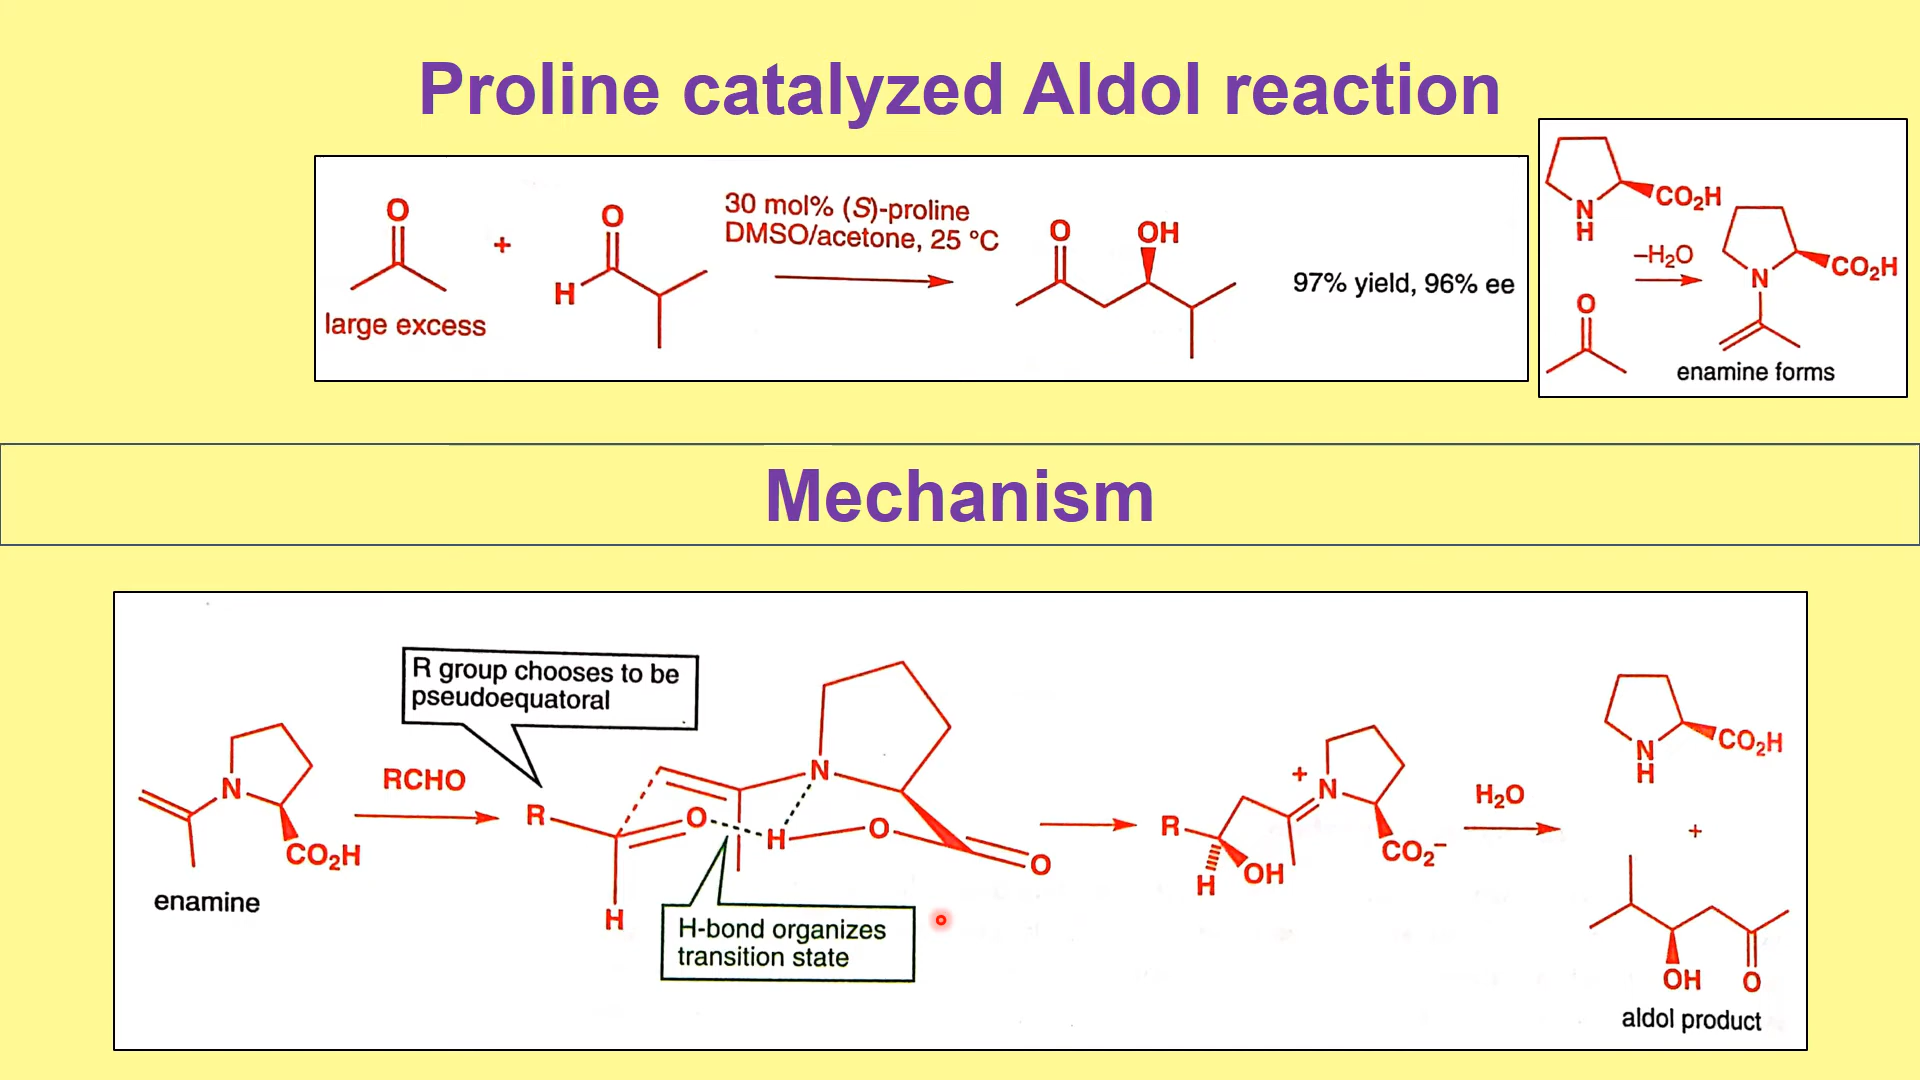 Proline catalyzed Aldol reaction
O
+
O
H
large excess
30 mol% (S)-proline
DMSO/acetone, 25 °C
O
OH
97% yield, 96% ee
N
H
CO₂H
–H₂O
O
N
CO₂H
enamine forms
Mechanism
N
CO₂H
enamine
RCHO
R group chooses to be
pseudoequatoral
R
H
O
N
H
O
O
H-bond organizes
transition state
R
H
OH
+
N
CO₂⁻
H₂O
N
H
CO₂H
+
OH
O
aldol product